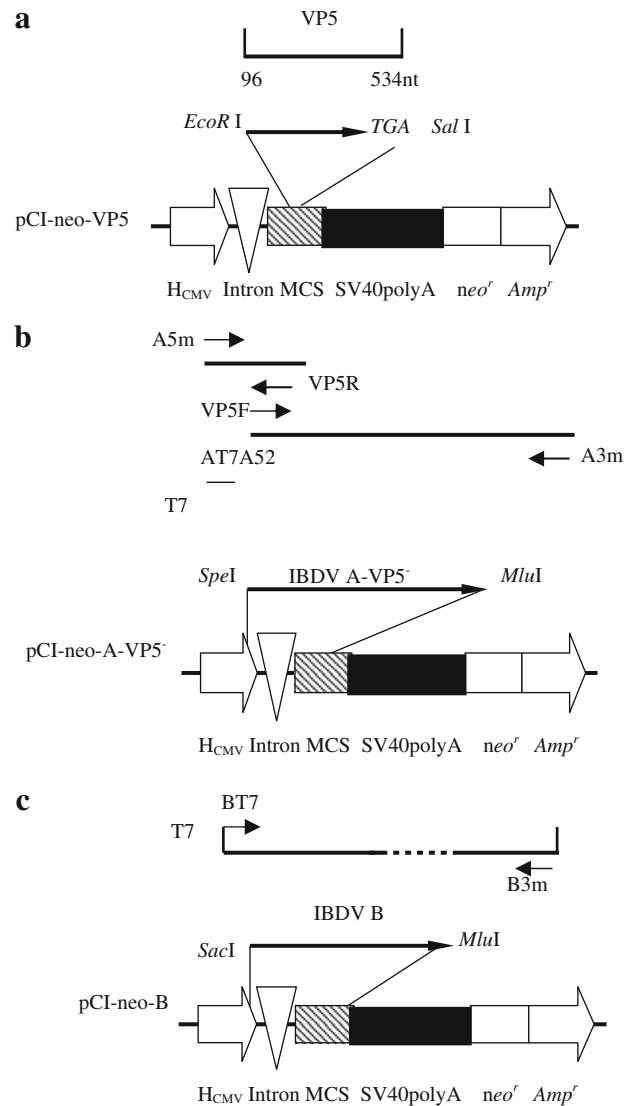 a
VP5
96 534nt
EcoR I TGA Sal I
pCI-neo-VP5
HCMV Intron MCS SV40polyA neoʳ Ampʳ
b
A5m
VP5R
VP5F
AT7A52
A3m
T7
SpeI IBDV A-VP5⁻ MluI
pCI-neo-A-VP5⁻
HCMV Intron MCS SV40polyA neoʳ Ampʳ
c
BT7
T7
B3m
IBDV B
SacI MluI
pCI-neo-B
HCMV Intron MCS SV40polyA neoʳ Ampʳ